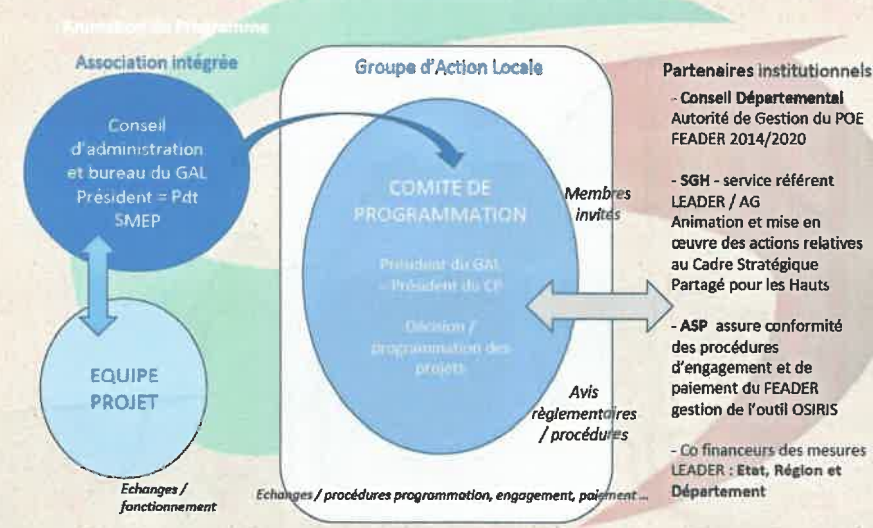 Animation du Programme
Association intégrée
Conseil
d'administration
et bureau du GAL
Président = Pdt
SMEP
EQUIPE
PROJET
Echanges /
fonctionnement
Groupe d'Action Locale
COMITE DE
PROGRAMMATION
Président du GAL
= Président du CP
Décision /
programmation des
projets
Membres
invités
Avis
règlementaires
/ procédures
Echanges / procédures programmation, engagement, paiement ...
Partenaires institutionnels
- Conseil Départemental
Autorité de Gestion du POE
FEADER 2014/2020
- SGH - service référent
LEADER / AG
Animation et mise en
œuvre des actions relatives
au Cadre Stratégique
Partagé pour les Hauts
- ASP assure conformité
des procédures
d'engagement et de
paiement du FEADER
gestion de l'outil OSIRIS
- Co financeurs des mesures
LEADER : Etat, Région et
Département